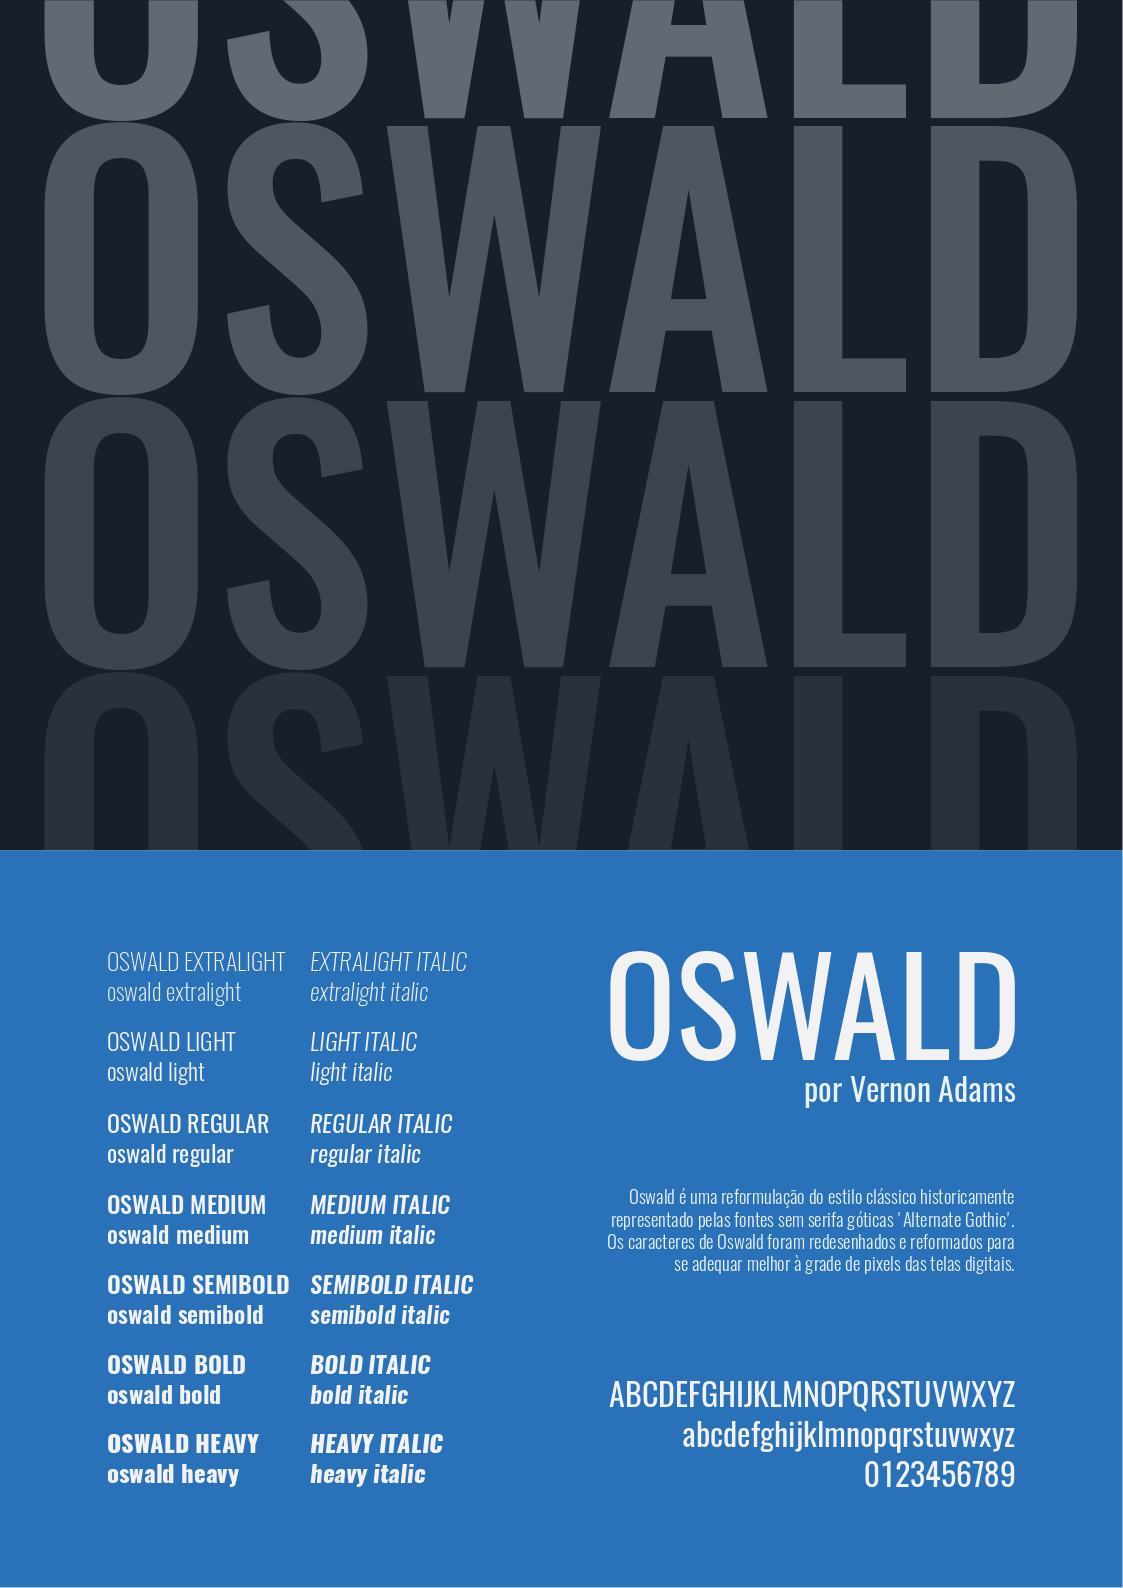 OSWALD
OSWALD
OSWALD
OSWALD
OSWALD EXTRALIGHT
oswald extralight
EXTRALIGHT ITALIC
extralight italic
OSWALD LIGHT
oswald light
LIGHT ITALIC
light italic
OSWALD REGULAR
oswald regular
REGULAR ITALIC
regular italic
OSWALD MEDIUM
oswald medium
MEDIUM ITALIC
medium italic
OSWALD SEMIBOLD
oswald semibold
SEMIBOLD ITALIC
semibold italic
OSWALD BOLD
oswald bold
BOLD ITALIC
bold italic
OSWALD HEAVY
oswald heavy
HEAVY ITALIC
heavy italic
OSWALD
por Vernon Adams
Oswald é uma reformulação do estilo clássico historicamente
representado pelas fontes sem serifa góticas 'Alternate Gothic'.
Os caracteres de Oswald foram redesenhados e reformados para
se adequar melhor à grade de pixels das telas digitais.
ABCDEFGHIJKLMNOPQRSTUVWXYZ
abcdefghijklmnopqrstuvwxyz
0123456789